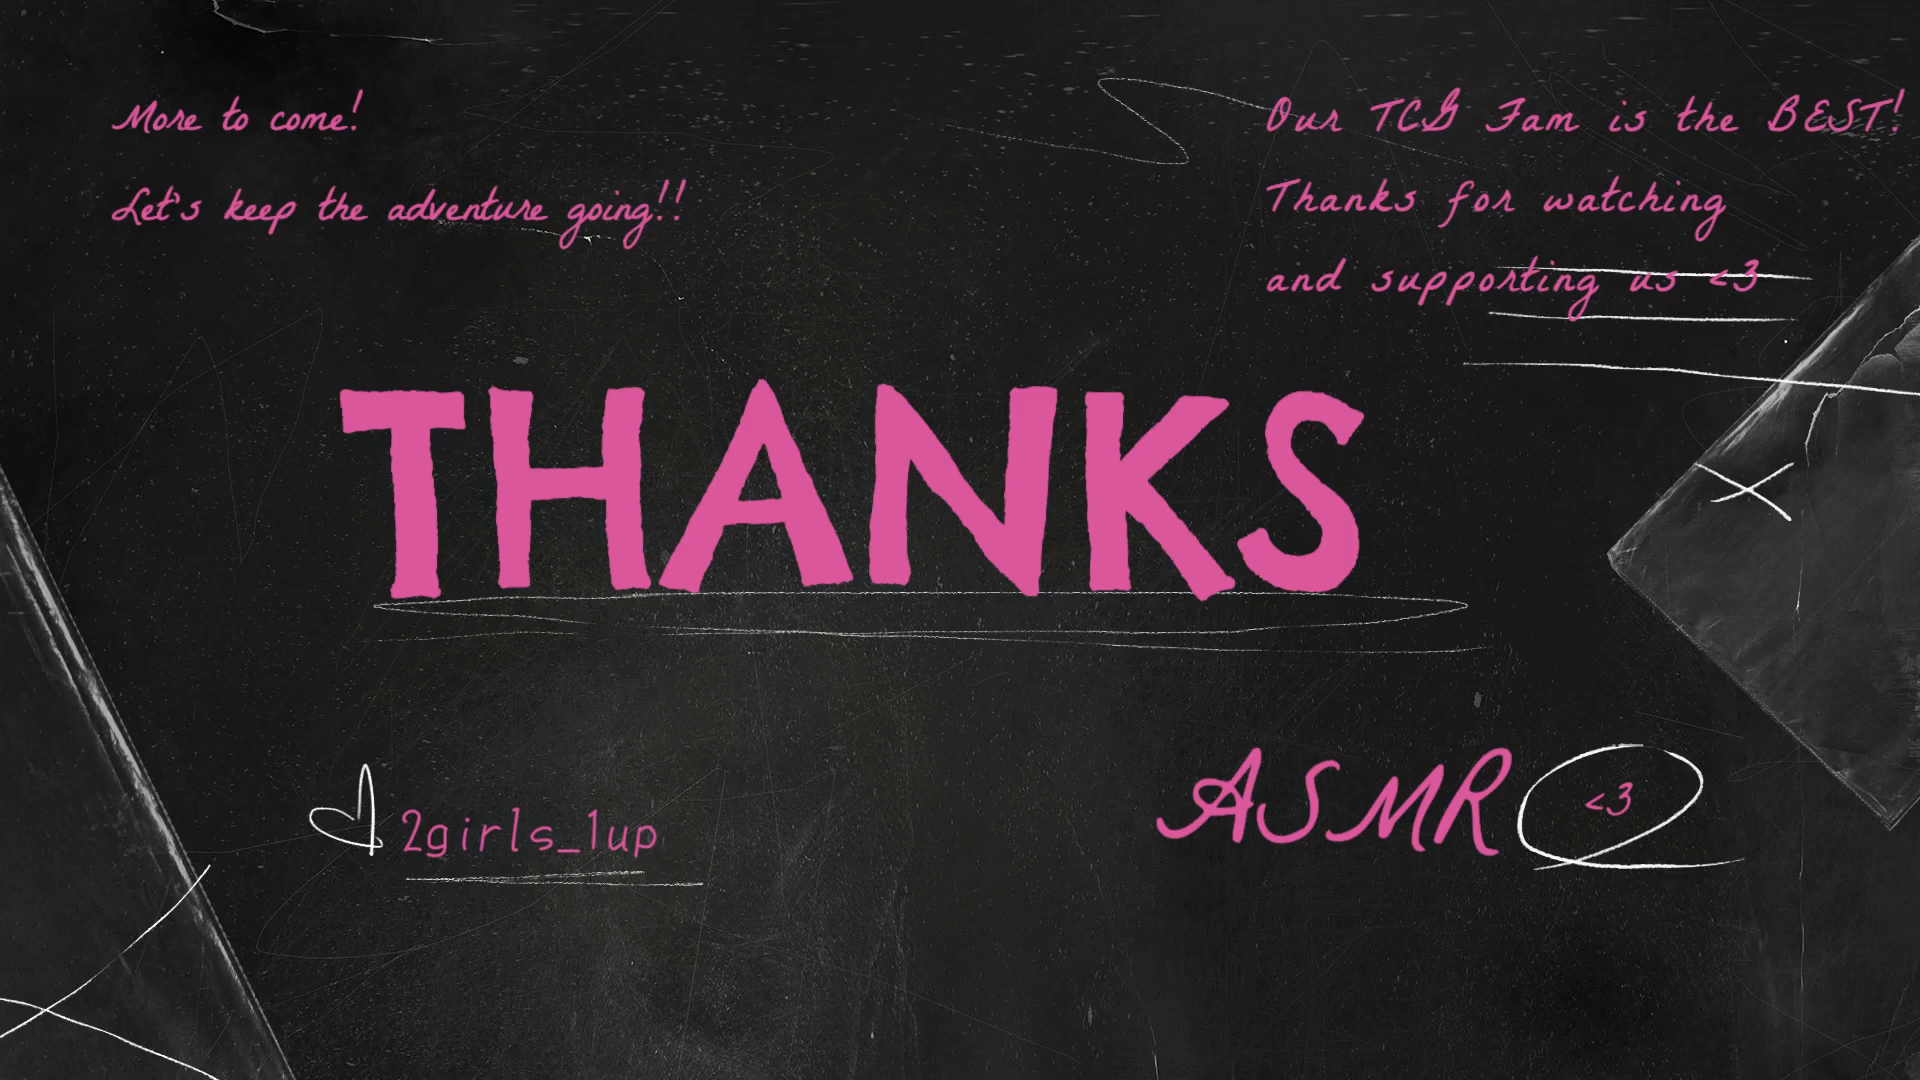 More to come!
Let's keep the adventure going!!
Our TCG Fam is the BEST!
Thanks for watching
and supporting us <3
THANKS
2girls_1up
ASMR <3